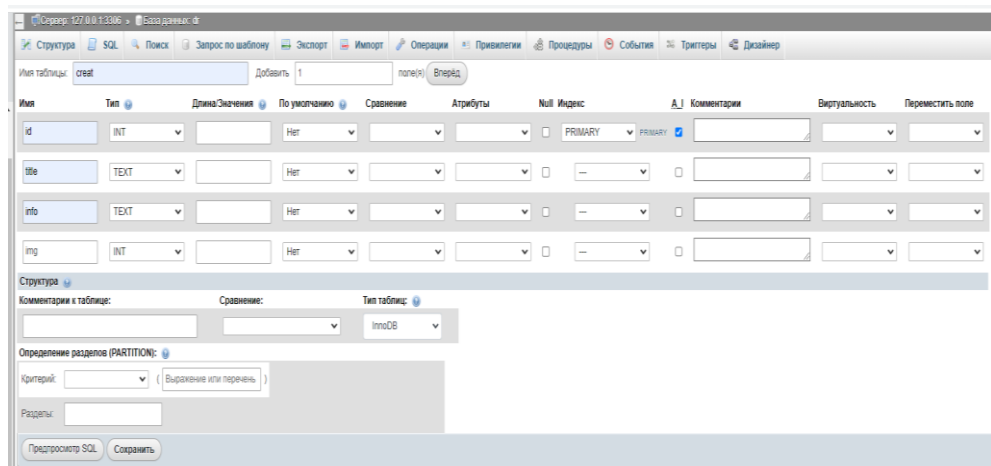 Сервер: 127.0.0.1:3306 » База данных: dr
Структура SQL Поиск Запрос по шаблону Экспорт Импорт Операции Привилегии Процедуры События Триггеры Дизайнер
Имя таблицы: creat Добавить 1 поле(я) Вперёд
Имя Тип Длина/Значения По умолчанию Сравнение Атрибуты Null Индекс A_I Комментарии Виртуальность Переместить поле
id INT Нет PRIMARY PRIMARY
title TEXT Нет ---
info TEXT Нет ---
img INT Нет ---
Структура
Комментарии к таблице: Сравнение: Тип таблиц:
InnoDB
Определение разделов (PARTITION):
Критерий: ( Выражение или перечень )
Разделы:
Предпросмотр SQL Сохранить